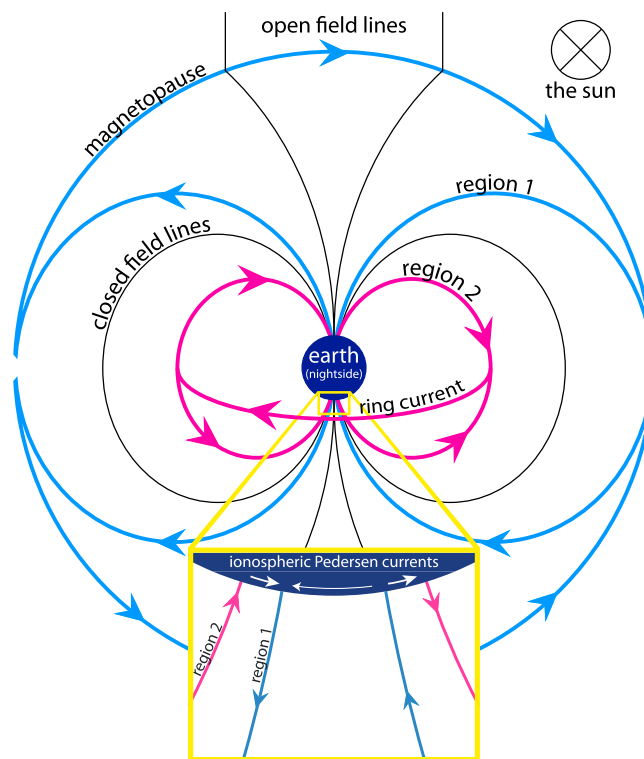 open field lines
the sun
magnetopause
region 1
closed field lines
region 2
earth
(nightside)
ring current
ionospheric Pedersen currents
region 2
region 1